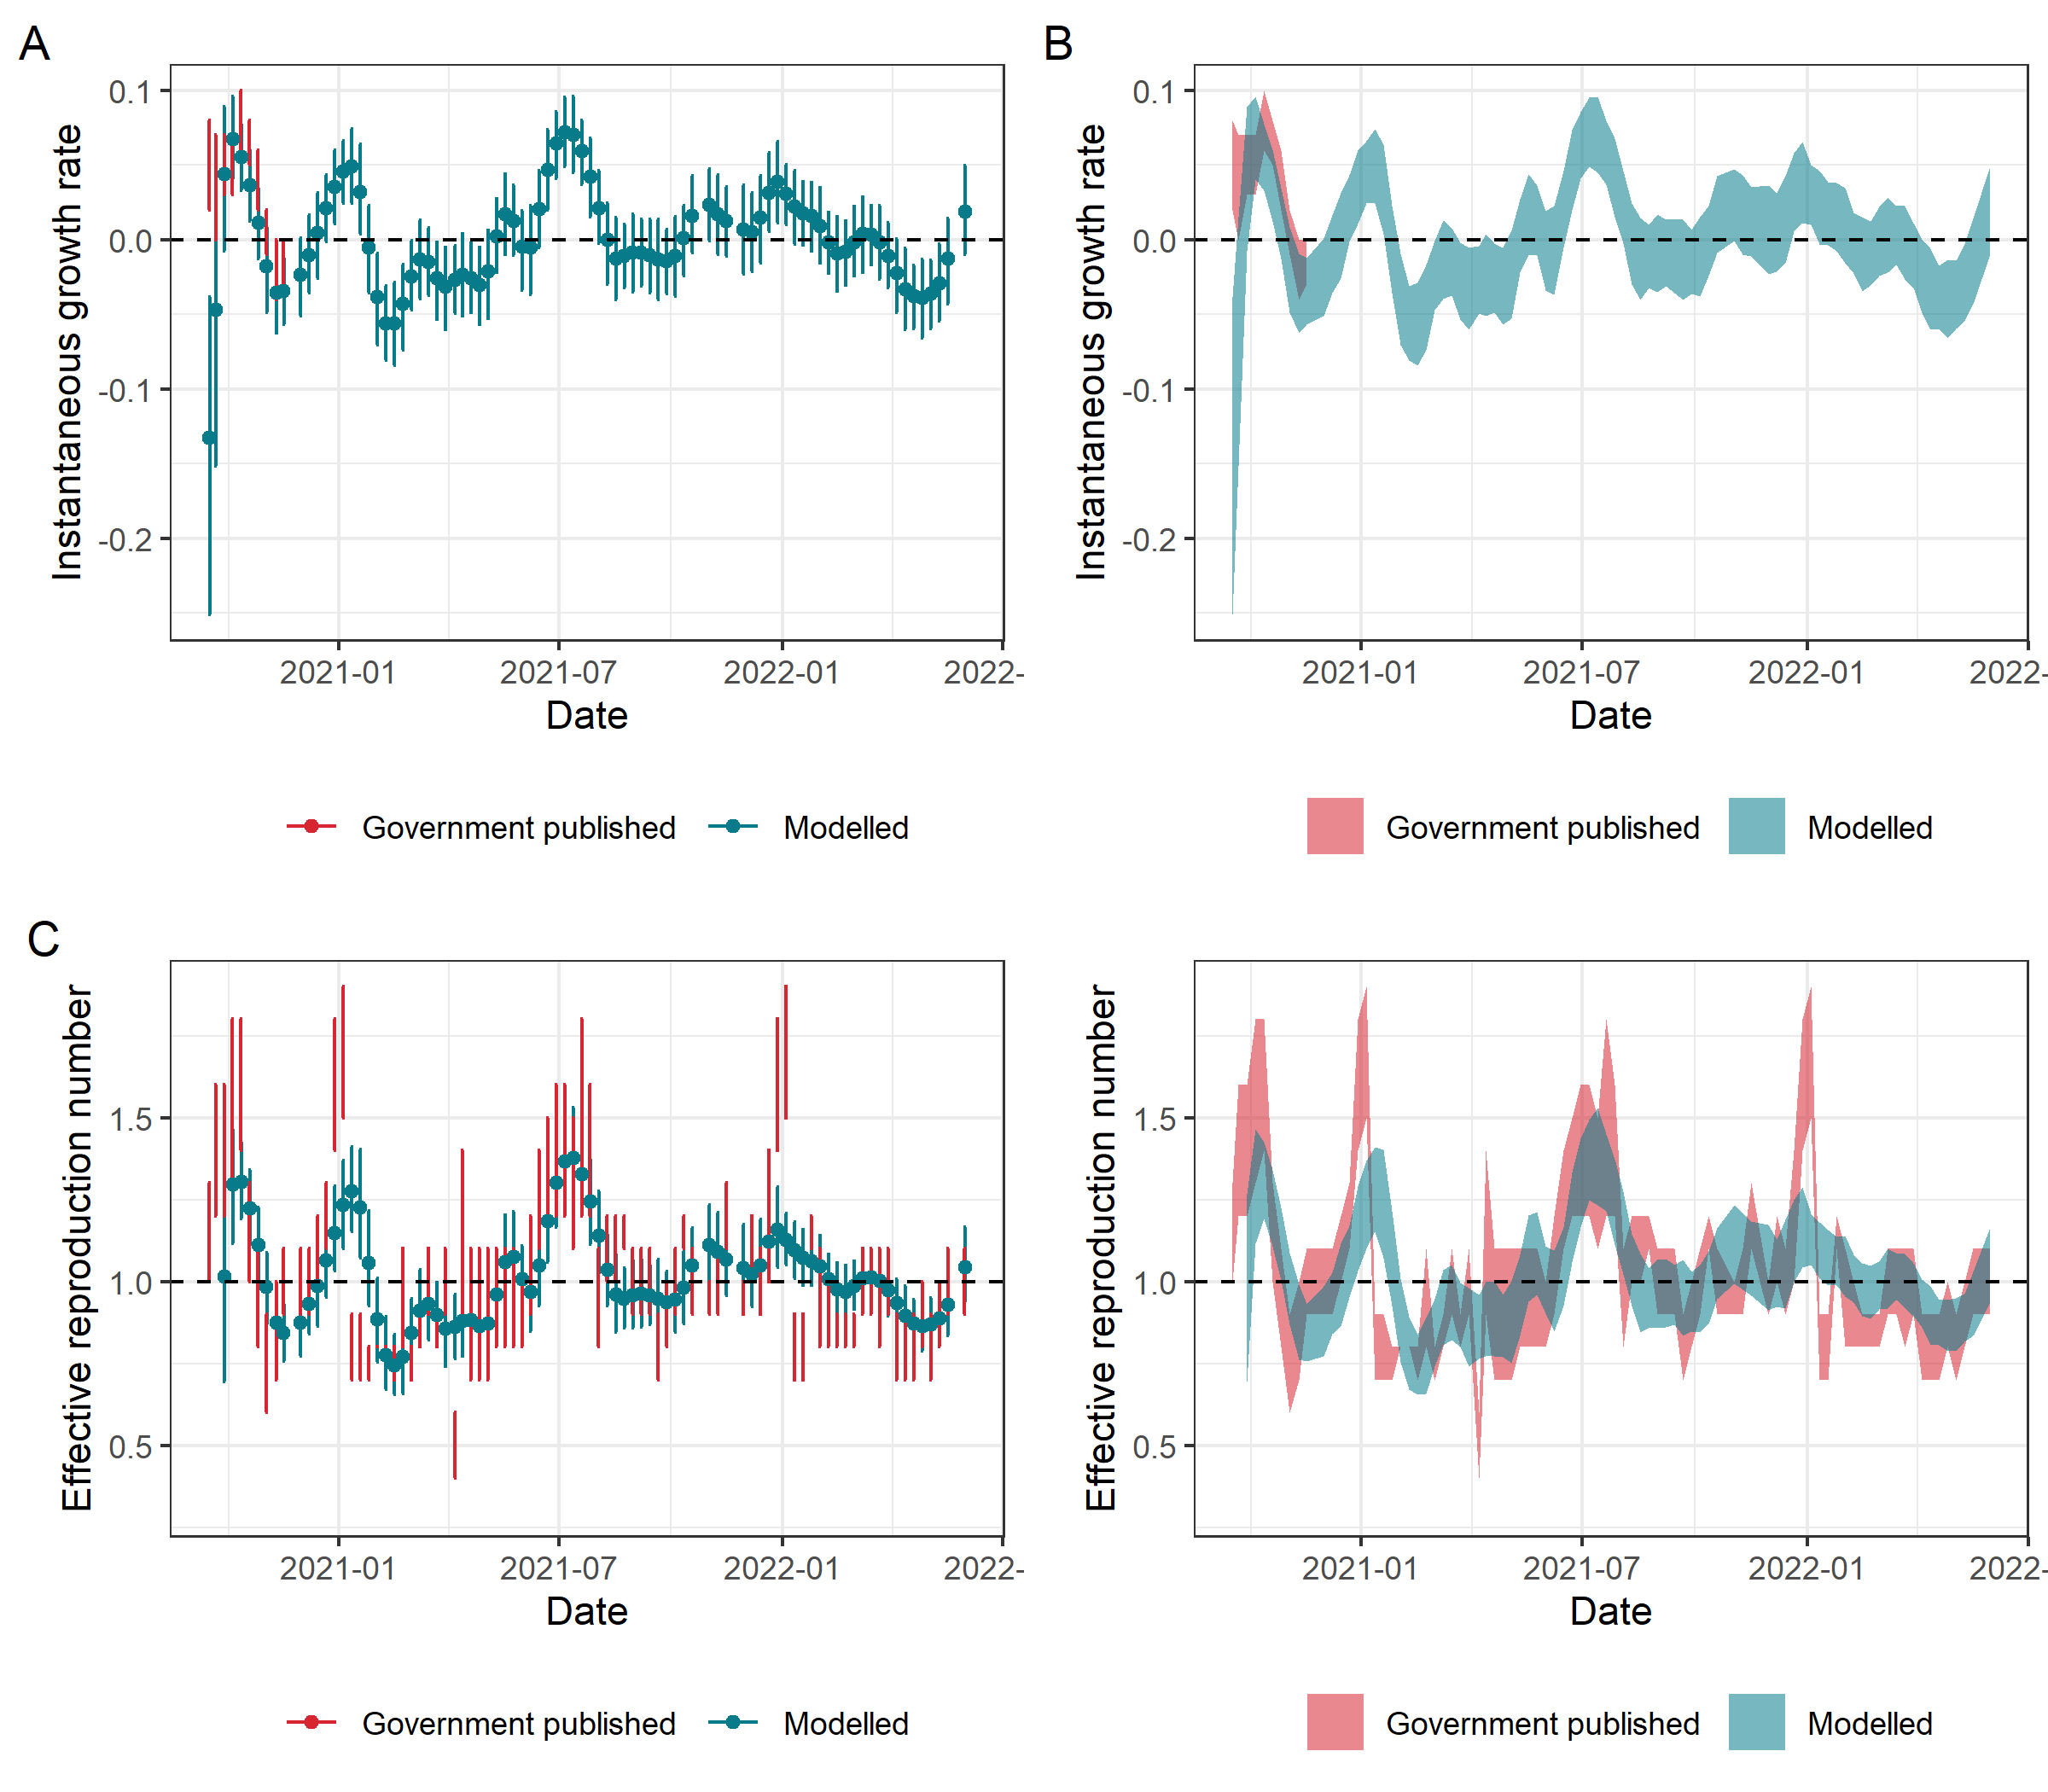 A
Instantaneous growth rate
0.1
0.0
-0.1
-0.2
2021-01 2021-07 2022-01 2022-
Date
Government published Modelled
B
Instantaneous growth rate
0.1
0.0
-0.1
-0.2
2021-01 2021-07 2022-01 2022-
Date
Government published Modelled
C
Effective reproduction number
1.5
1.0
0.5
2021-01 2021-07 2022-01 2022-
Date
Government published Modelled
Effective reproduction number
1.5
1.0
0.5
2021-01 2021-07 2022-01 2022-
Date
Government published Modelled